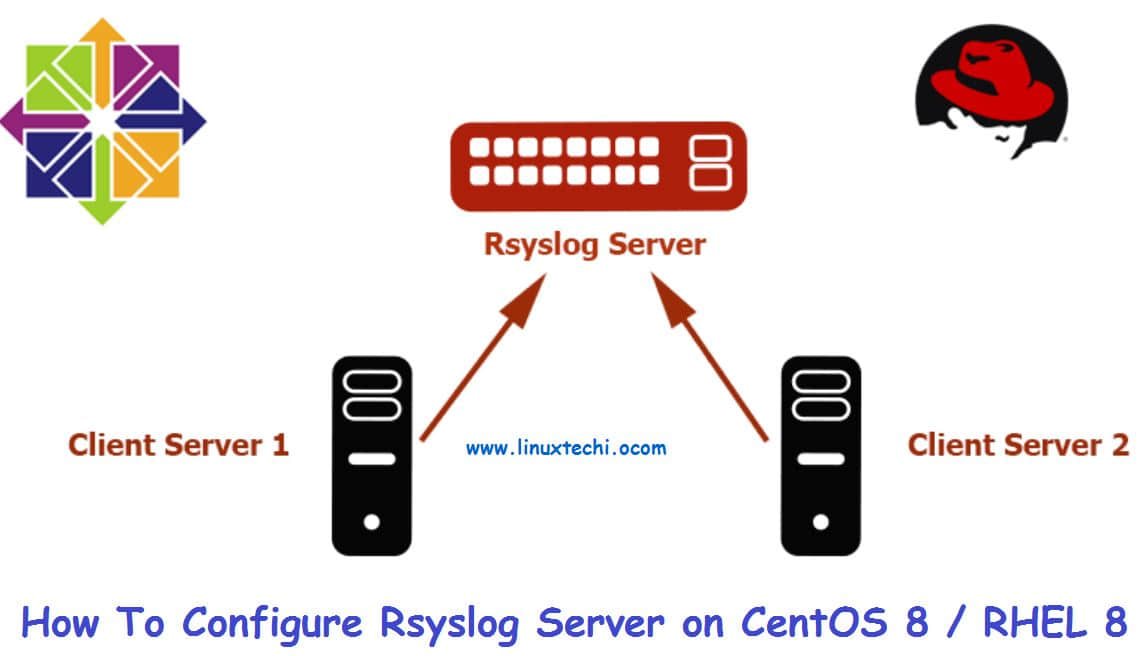 Rsyslog Server
Client Server 1
www.linuxtechi.ocom
Client Server 2
How To Configure Rsyslog Server on CentOS 8 / RHEL 8